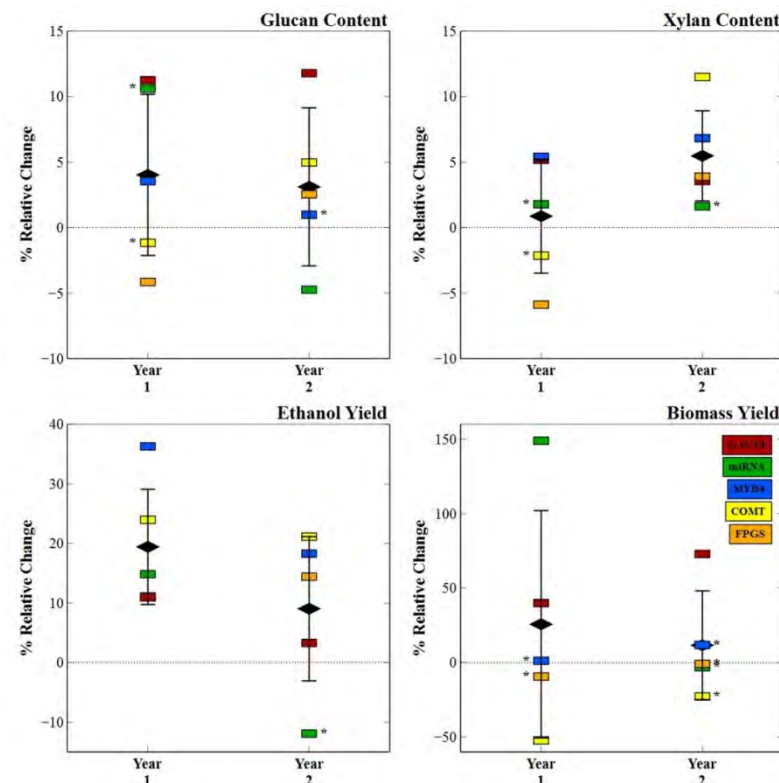 Glucan Content
15
10
5
0
−5
−10
% Relative Change
*
*
*
Year
1
Year
2
Xylan Content
15
10
5
0
−5
−10
% Relative Change
*
*
*
Year
1
Year
2
Ethanol Yield
40
30
20
10
0
−10
% Relative Change
*
Year
1
Year
2
Biomass Yield
150
100
50
0
−50
% Relative Change
miRNA
MYB4
COMT
FPGS
*
*
*
*
*
*
Year
1
Year
2